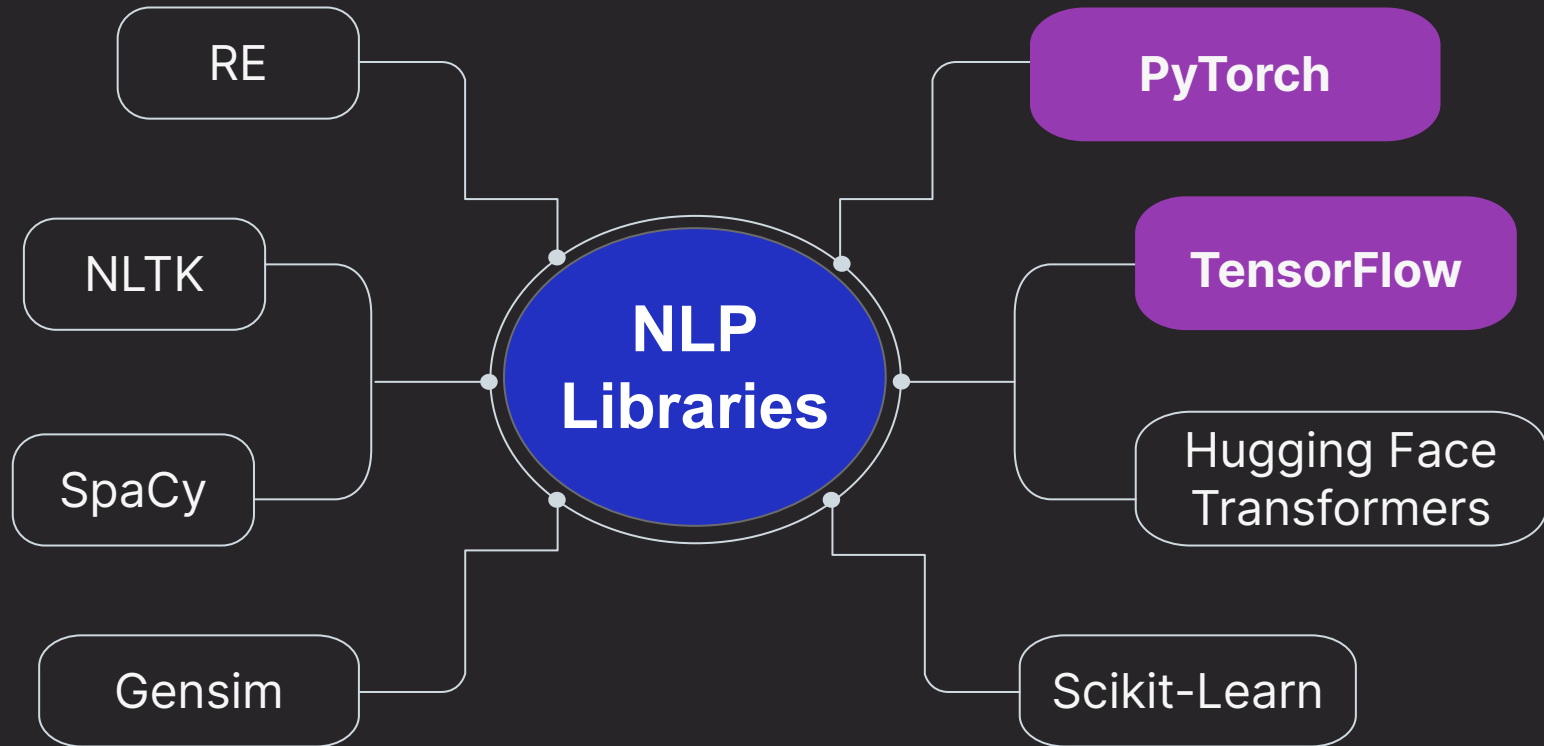 RE
PyTorch
NLTK
TensorFlow
NLP
Libraries
SpaCy
Hugging Face
Transformers
Gensim
Scikit-Learn